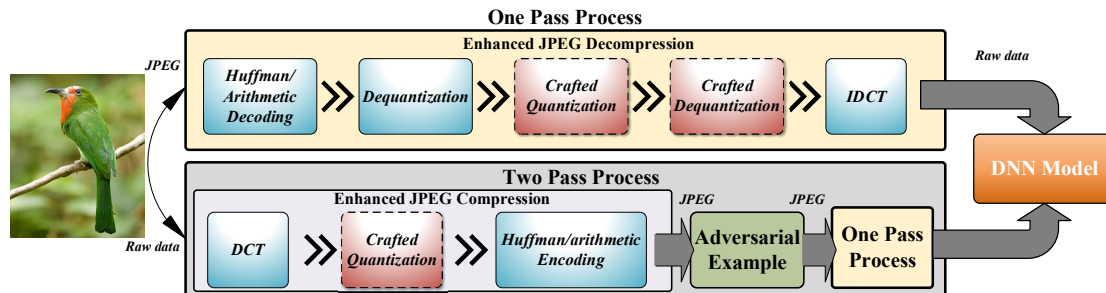 One Pass Process
Enhanced JPEG Decompression
JPEG
Huffman/
Arithmetic
Decoding
Dequantization
Crafted
Quantization
Crafted
Dequantization
IDCT
Raw data
DNN Model
Two Pass Process
Enhanced JPEG Compression
Raw data
DCT
Crafted
Quantization
Huffman/arithmetic
Encoding
JPEG
Adversarial
Example
JPEG
One Pass
Process